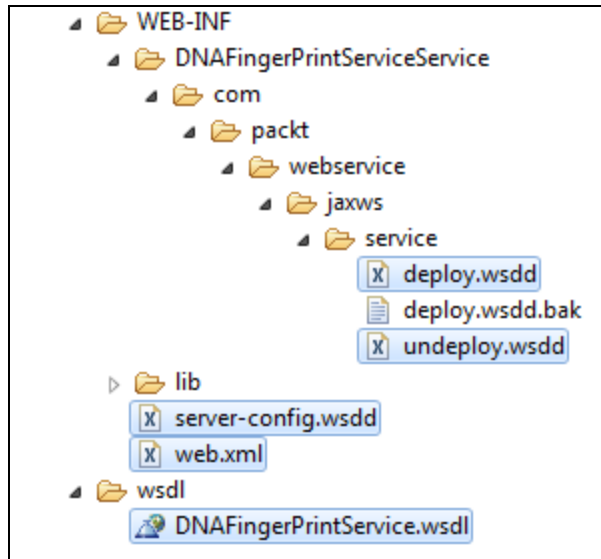 WEB-INF
DNAFingerPrintServiceService
com
packt
webservice
jaxws
service
deploy.wsdd
deploy.wsdd.bak
undeploy.wsdd
lib
server-config.wsdd
web.xml
wsdl
DNAFingerPrintService.wsdl